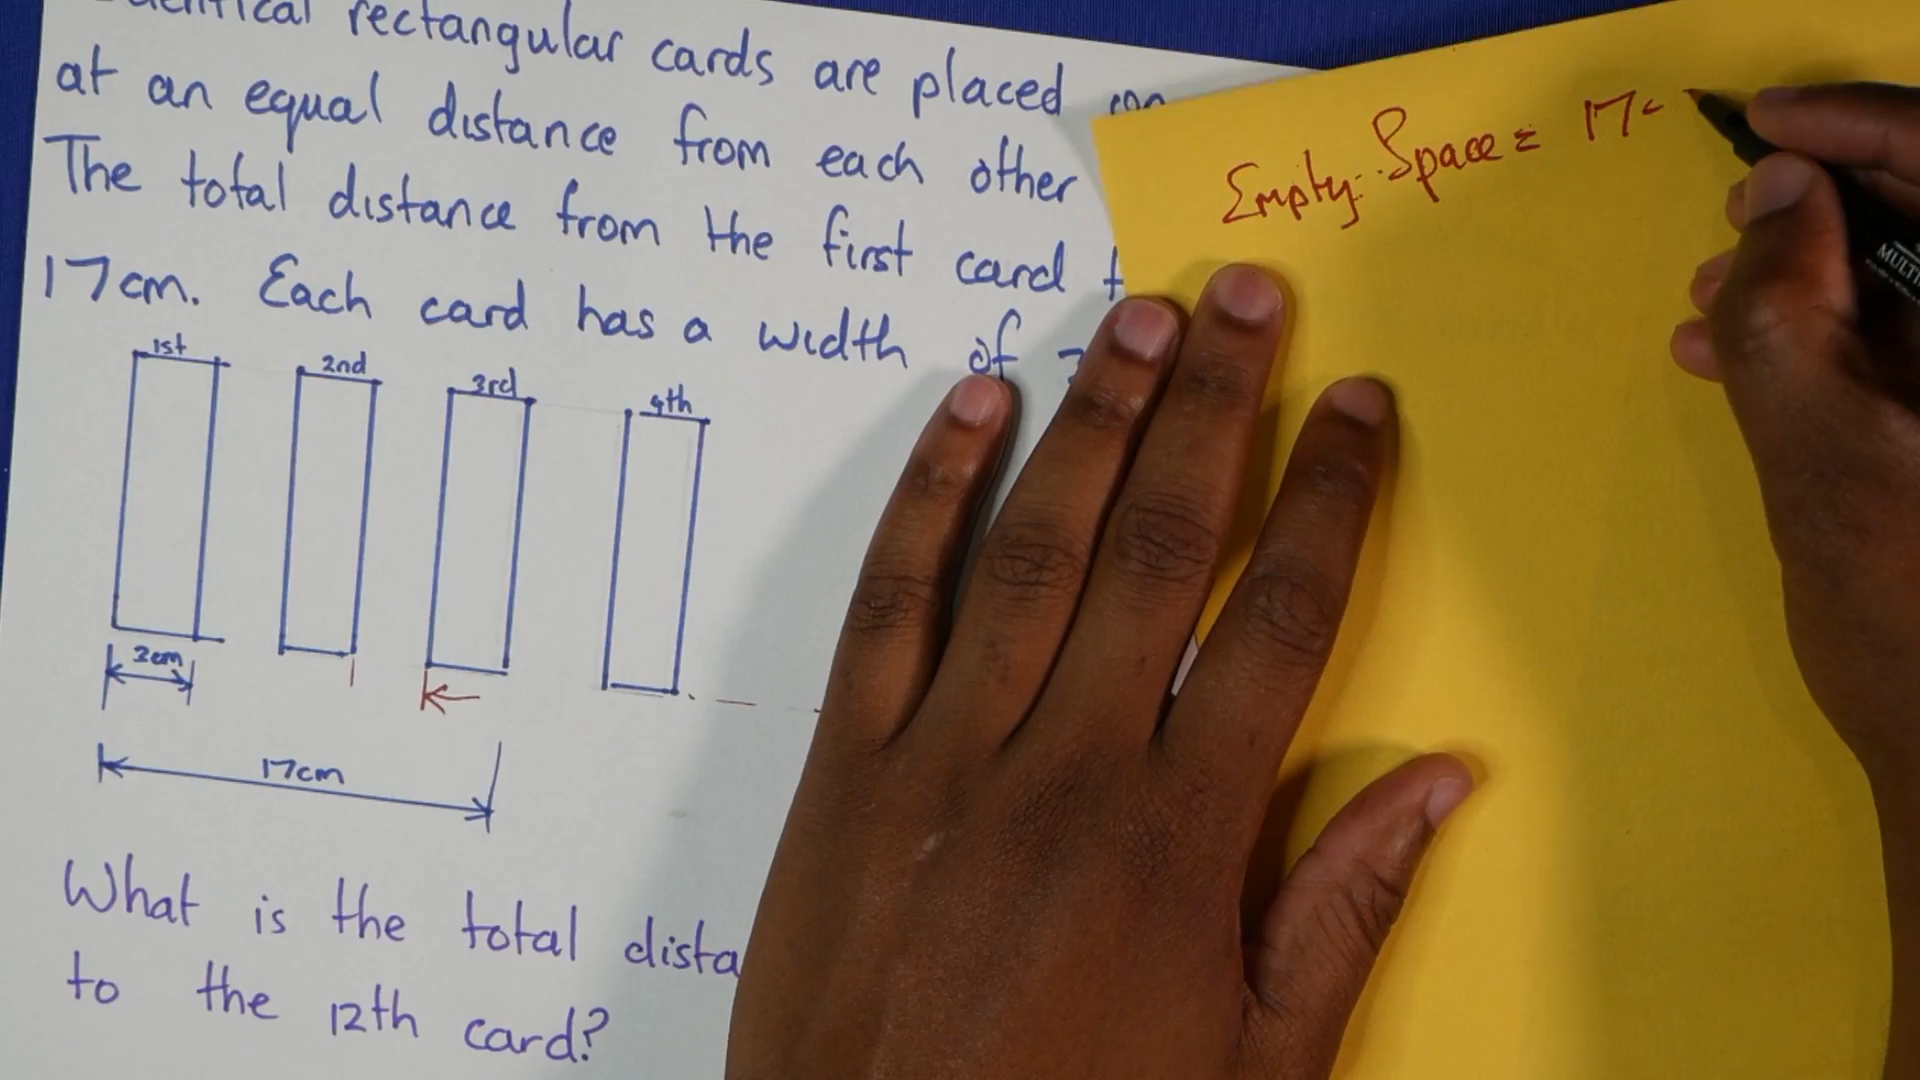 rectangular cards are placed
at an equal distance from each other
The total distance from the first card
17cm. Each card has a width of
1st
2nd
3rd
4th
2cm
17cm
What is the total
to the 12th card?
Empty Space = 17
MULTI